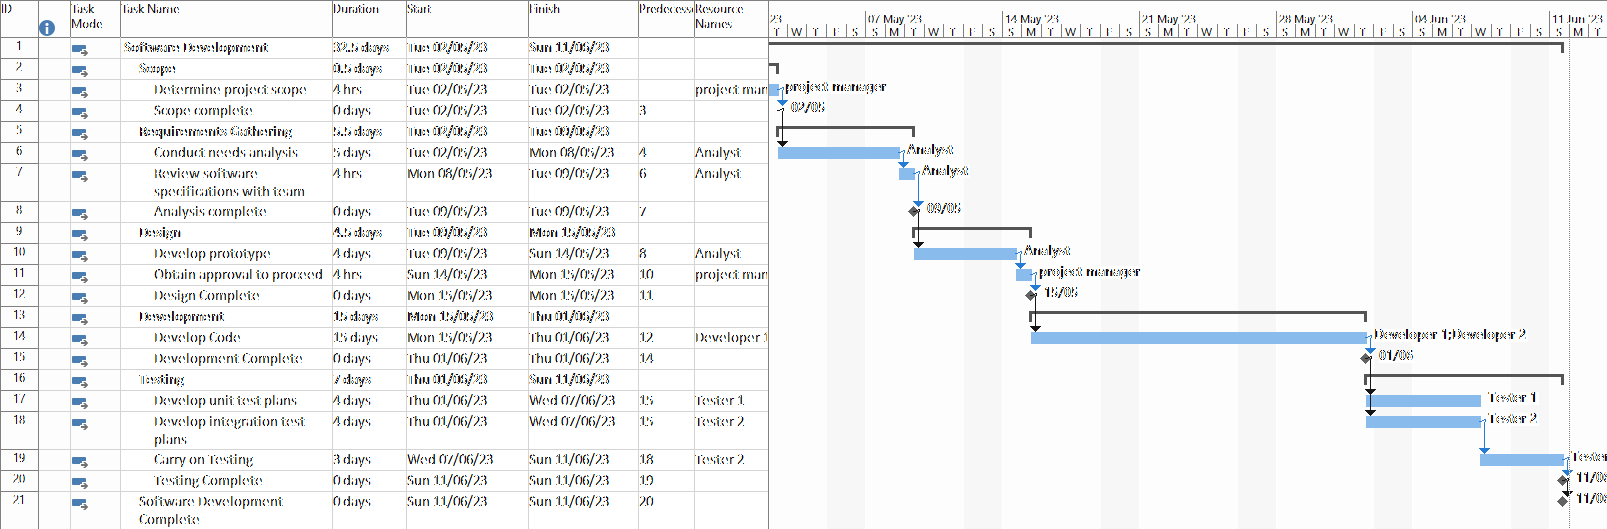 ID Task Mode Task Name Duration Start Finish Predecess Resource Names
1 Software Development 32.5 days Tue 02/05/23 Sun 11/06/23
2 Scope 0.5 days Tue 02/05/23 Tue 02/05/23
3 Determine project scope 4 hrs Tue 02/05/23 Tue 02/05/23 project man
4 Scope complete 0 days Tue 02/05/23 Tue 02/05/23 3
5 Requirements Gathering 5.5 days Tue 02/05/23 Tue 09/05/23
6 Conduct needs analysis 5 days Tue 02/05/23 Mon 08/05/23 4 Analyst
7 Review software 4 hrs Mon 08/05/23 Tue 09/05/23 6 Analyst
specifications with team
8 Analysis complete 0 days Tue 09/05/23 Tue 09/05/23 7
9 Design 4.5 days Tue 09/05/23 Mon 15/05/23
10 Develop prototype 4 days Tue 09/05/23 Sun 14/05/23 8 Analyst
11 Obtain approval to proceed 4 hrs Sun 14/05/23 Mon 15/05/23 10 project man
12 Design Complete 0 days Mon 15/05/23 Mon 15/05/23 11
13 Development 15 days Mon 15/05/23 Thu 01/06/23
14 Develop Code 15 days Mon 15/05/23 Thu 01/06/23 12 Developer 1
15 Development Complete 0 days Thu 01/06/23 Thu 01/06/23 14
16 Testing 7 days Thu 01/06/23 Sun 11/06/23
17 Develop unit test plans 4 days Thu 01/06/23 Wed 07/06/23 15 Tester 1
18 Develop integration test 4 days Thu 01/06/23 Wed 07/06/23 15 Tester 2
plans
19 Carry on Testing 3 days Wed 07/06/23 Sun 11/06/23 18 Tester 2
20 Testing Complete 0 days Sun 11/06/23 Sun 11/06/23 19
21 Software Development 0 days Sun 11/06/23 Sun 11/06/23 20
Complete
23 07 May '23 14 May '23 21 May '23 28 May '23 04 Jun '23 11 Jun '23
T W F S M T W F S M T W F S M T W F S M T W F S M T W F S M T
project manager
02/05
Analyst
Analyst
09/05
Analyst
project manager
15/05
Developer 1;Developer 2
01/06
Tester 1
Tester 2
Tester
11/06
11/06